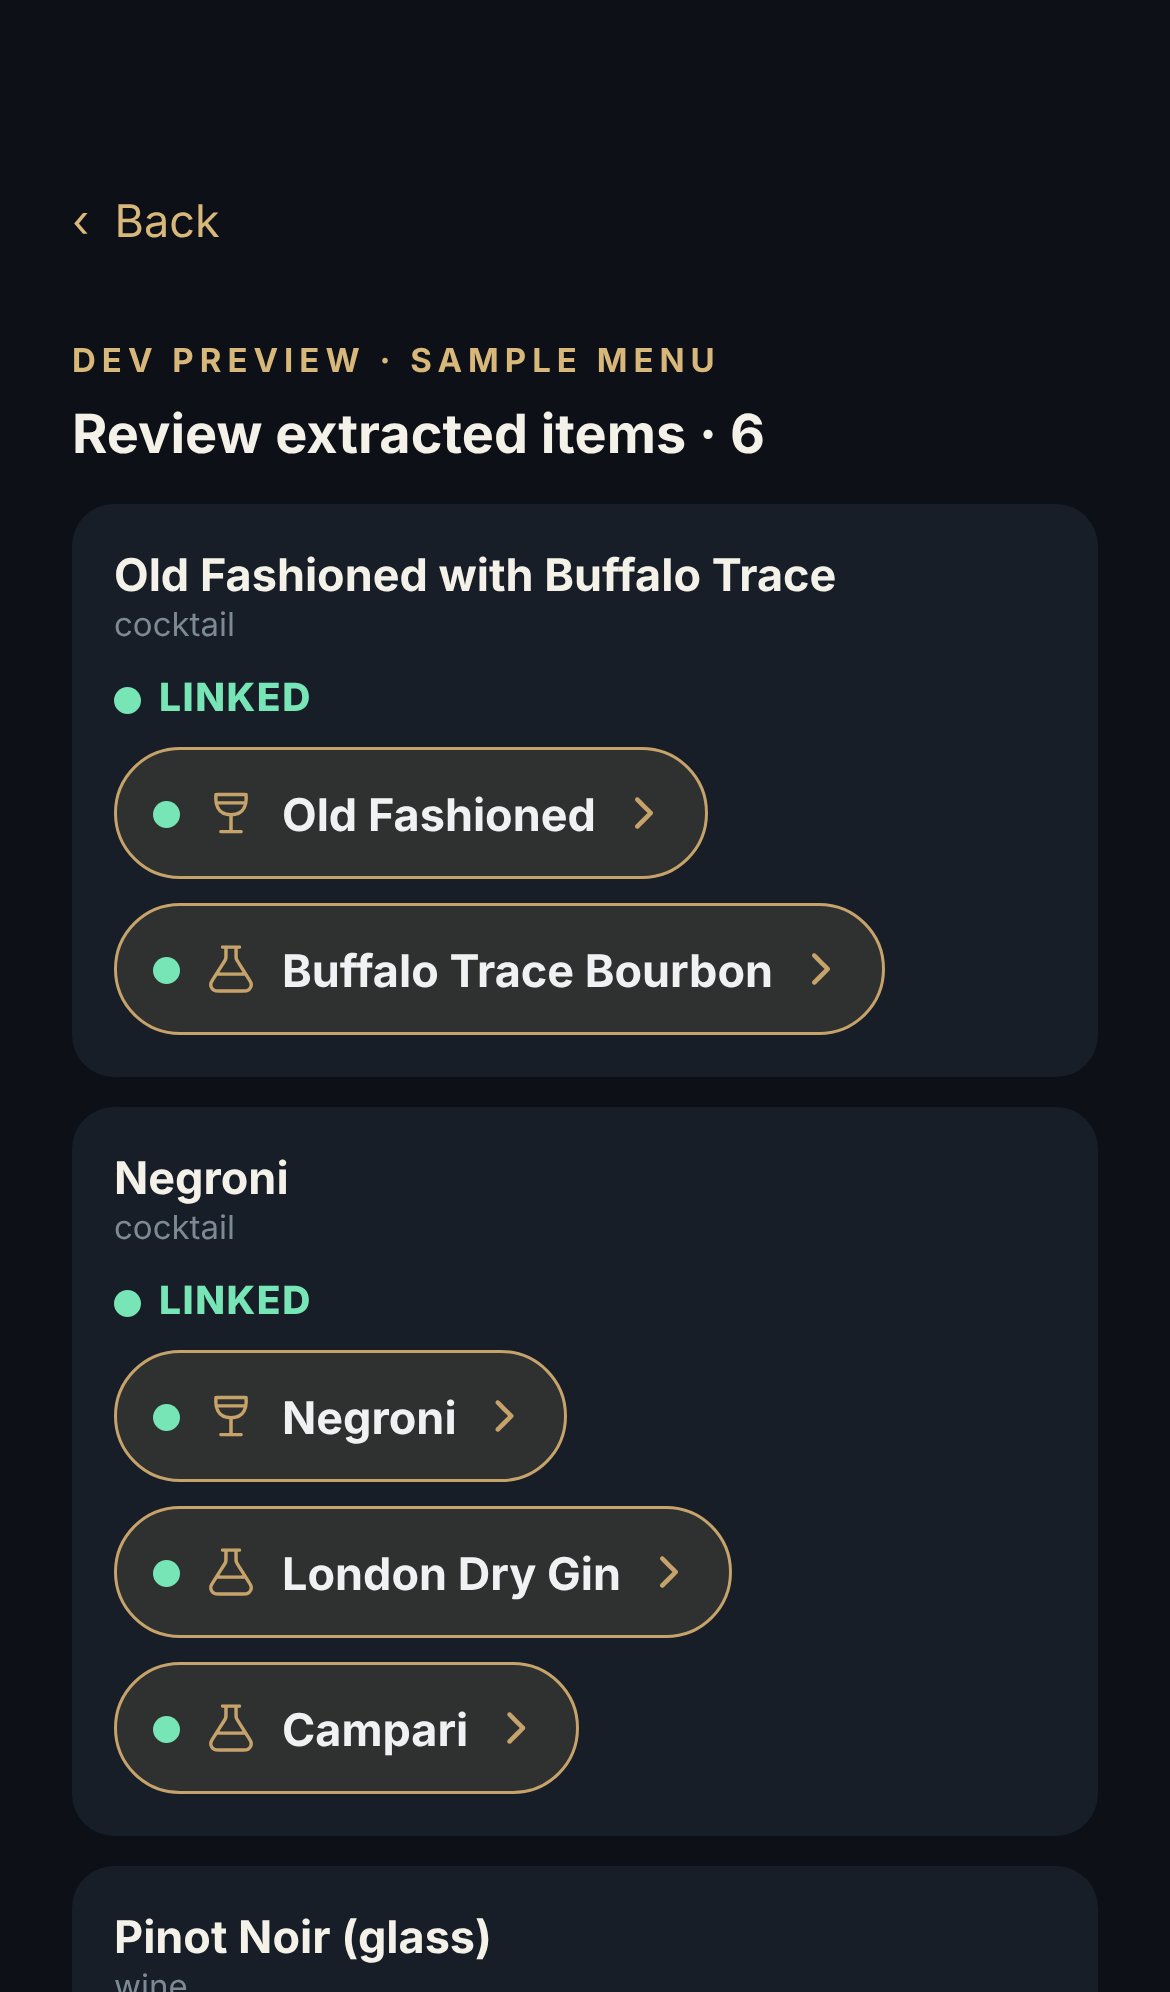 ‹ Back
DEV PREVIEW · SAMPLE MENU
Review extracted items · 6
Old Fashioned with Buffalo Trace
cocktail
LINKED
Old Fashioned
Buffalo Trace Bourbon
Negroni
cocktail
LINKED
Negroni
London Dry Gin
Campari
Pinot Noir (glass)
wine